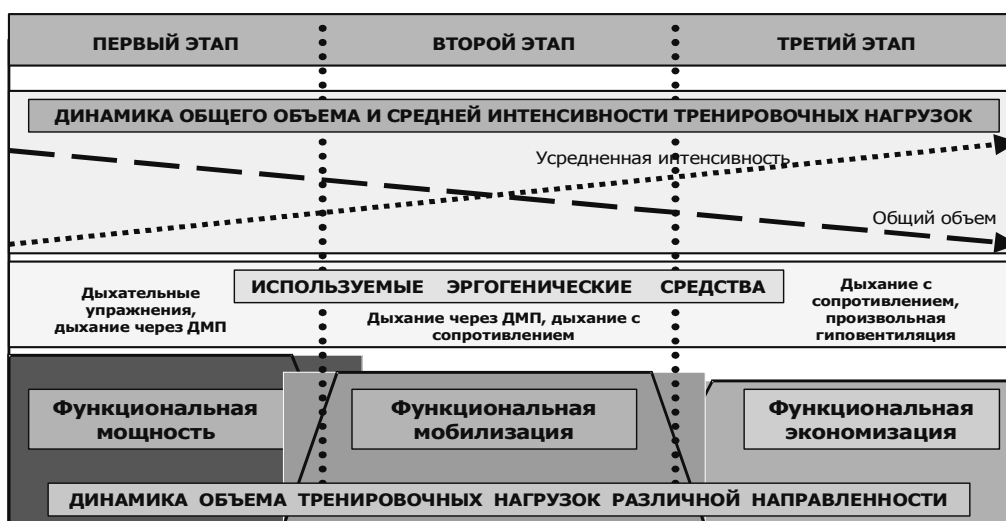 ПЕРВЫЙ ЭТАП
ВТОРОЙ ЭТАП
ТРЕТИЙ ЭТАП
ДИНАМИКА ОБЩЕГО ОБЪЕМА И СРЕДНЕЙ ИНТЕНСИВНОСТИ ТРЕНИРОВОЧНЫХ НАГРУЗОК
Усредненная интенсивность
Общий объем
ИСПОЛЬЗУЕМЫЕ ЭРГОГЕНИЧЕСКИЕ СРЕДСТВА
Дыхательные
упражнения,
дыхание через ДМП
Дыхание через ДМП, дыхание с
сопротивлением
Дыхание с
сопротивлением,
произвольная
гиповентиляция
Функциональная
мощность
Функциональная
мобилизация
Функциональная
экономизация
ДИНАМИКА ОБЪЕМА ТРЕНИРОВОЧНЫХ НАГРУЗОК РАЗЛИЧНОЙ НАПРАВЛЕННОСТИ